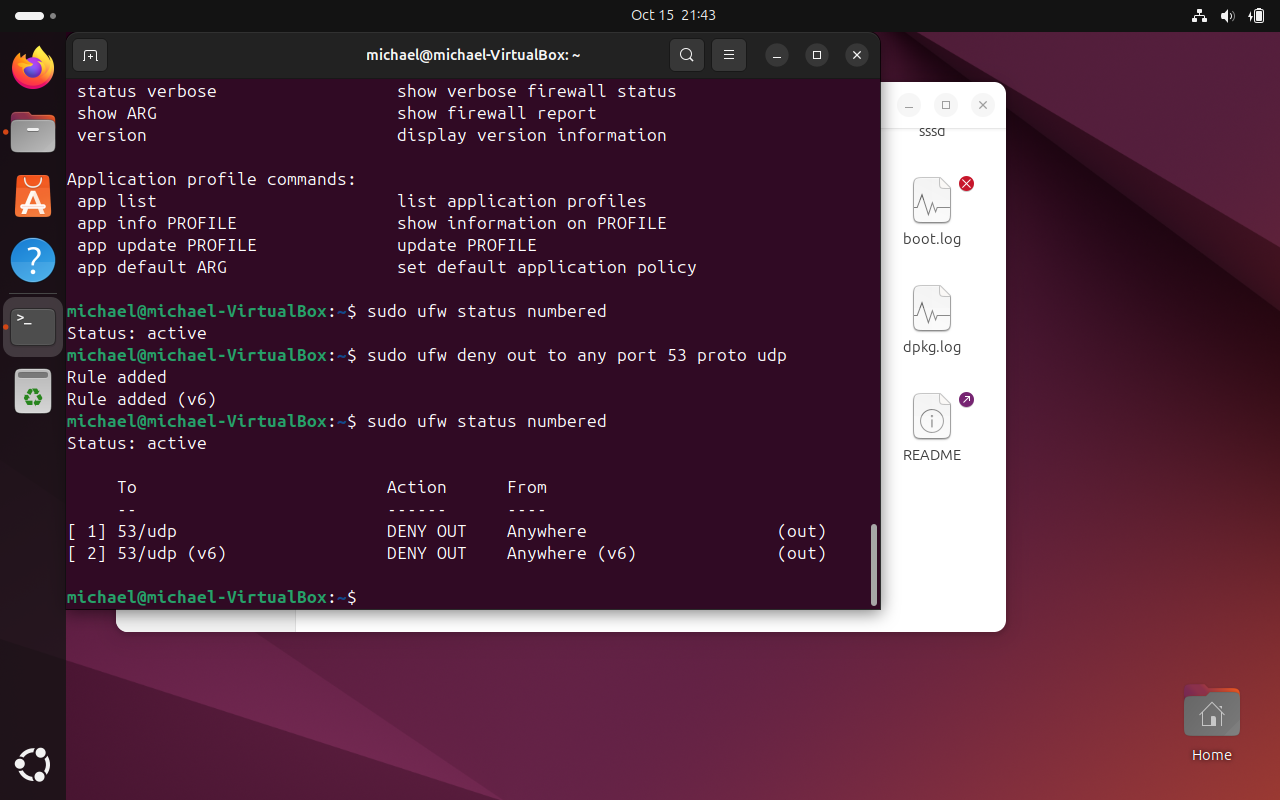 Oct 15 21:43
michael@michael-VirtualBox: ~
status verbose show verbose firewall status
show ARG show firewall report
version display version information
Application profile commands:
app list list application profiles
app info PROFILE show information on PROFILE
app update PROFILE update PROFILE
app default ARG set default application policy
michael@michael-VirtualBox:~$ sudo ufw status numbered
Status: active
michael@michael-VirtualBox:~$ sudo ufw deny out to any port 53 proto udp
Rule added
Rule added (v6)
michael@michael-VirtualBox:~$ sudo ufw status numbered
Status: active
To Action From
-- ------ ----
[ 1] 53/udp DENY OUT Anywhere (out)
[ 2] 53/udp (v6) DENY OUT Anywhere (v6) (out)
michael@michael-VirtualBox:~$
sssd
boot.log
dpkg.log
README
Home